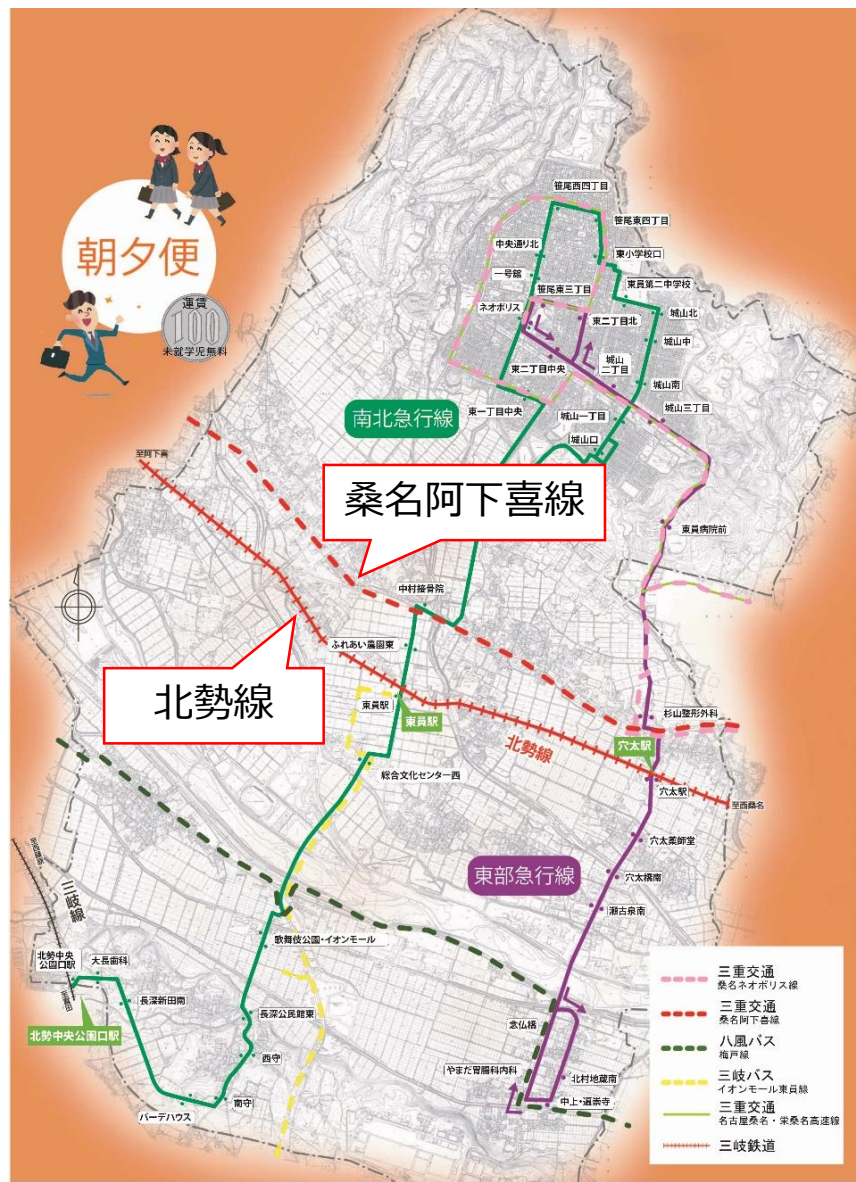 朝夕便
運賃
100
未就学児無料
笹尾西四丁目
笹尾東四丁目
中央通り北
東小学校口
一号舘
東員第二中学校
笹尾東三丁目
ネオポリス
東二丁目北
城山北
城山中
城山
二丁目
東二丁目中央
城山南
東一丁目中央
城山一丁目
城山三丁目
南北急行線
城山口
至阿下喜
桑名阿下喜線
東員病院前
中村接骨院
ふれあい農園東
北勢線
東員駅
東員駅
杉山整形外科
北勢線
穴太駅
総合文化センター西
穴太駅
至西桑名
穴太薬師堂
東部急行線
穴太橋南
三岐線
瀬古泉南
歌舞伎公園・イオンモール
北勢中央
公園口駅
大長歯科
長深新田南
長深公民館東
念仏橋
北勢中央公園口駅
西守
やまだ胃腸科内科
北村地蔵南
南守
中上・遍崇寺
バーデハウス
三重交通
桑名ネオポリス線
三重交通
桑名阿下喜線
八風バス
梅戸線
三岐バス
イオンモール東員線
三重交通
名古屋桑名・栄桑名高速線
三岐鉄道